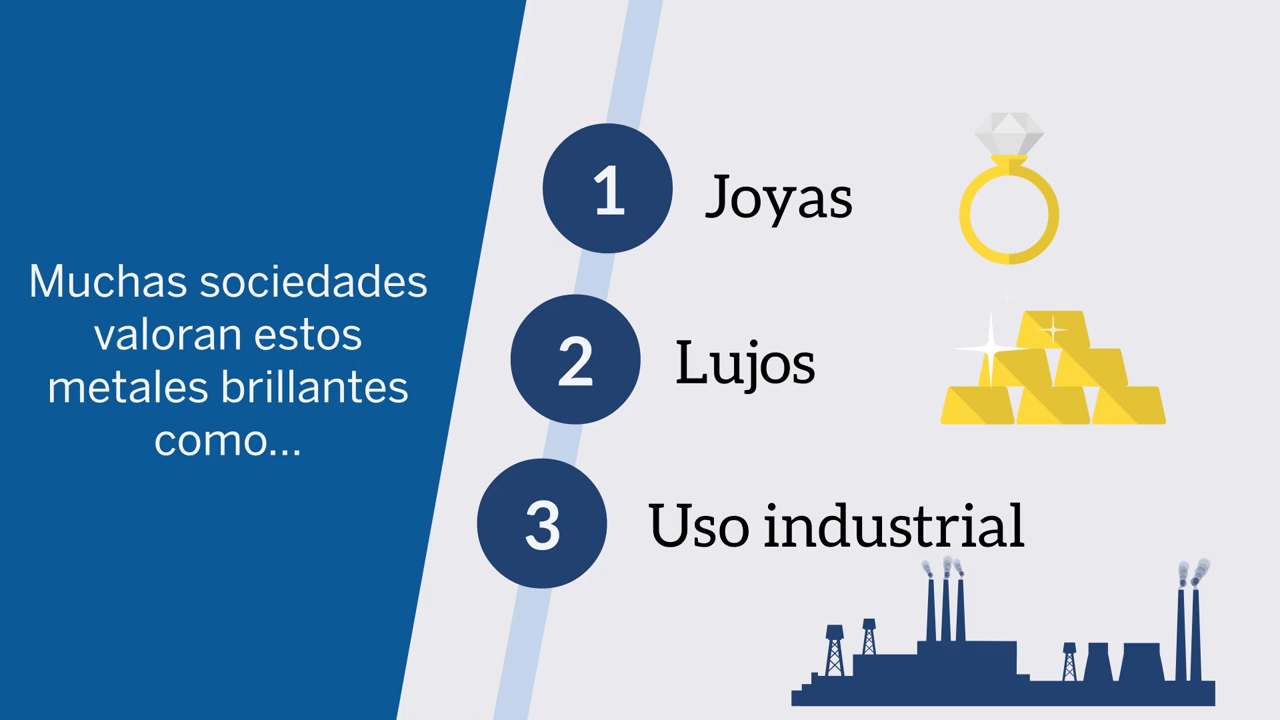 Muchas sociedades
valoran estos
metales brillantes
como...
1 Joyas
2 Lujos
3 Uso industrial